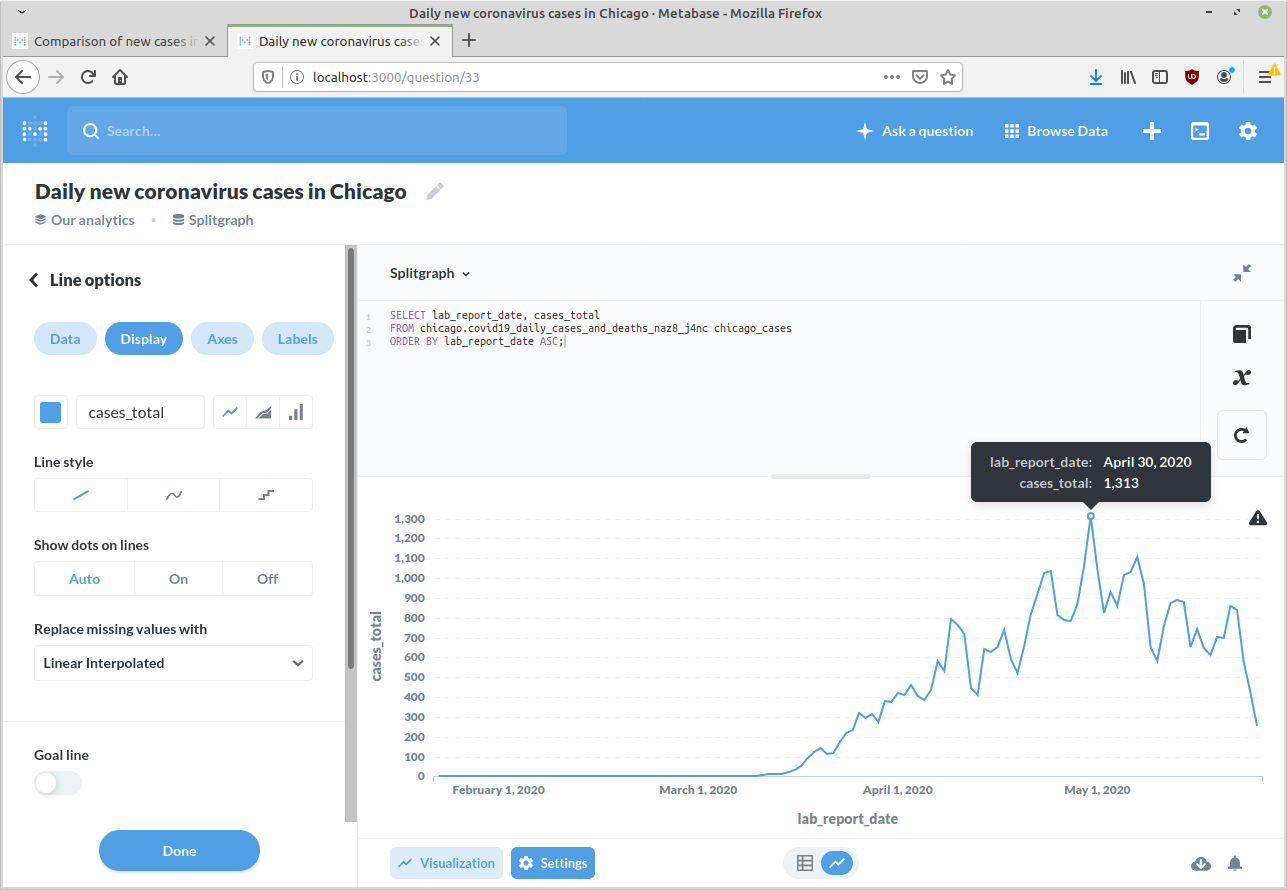 Daily new coronavirus cases in Chicago · Metabase - Mozilla Firefox
Comparison of new cases in
Daily new coronavirus cases
localhost:3000/question/33
Search...
Ask a question
Browse Data
Daily new coronavirus cases in Chicago
Our analytics • Splitgraph
Line options
Data Display Axes Labels
cases_total
Line style
Show dots on lines
Auto On Off
Replace missing values with
Linear Interpolated
Goal line
Done
Splitgraph
1 SELECT lab_report_date, cases_total
2 FROM chicago.covid19_daily_cases_and_deaths_naz8_j4nc chicago_cases
3 ORDER BY lab_report_date ASC;
x
lab_report_date: April 30, 2020
cases_total: 1,313
1,300
1,200
1,100
1,000
900
800
700
600
500
400
300
200
100
0
cases_total
February 1, 2020 March 1, 2020 April 1, 2020 May 1, 2020
lab_report_date
Visualization Settings